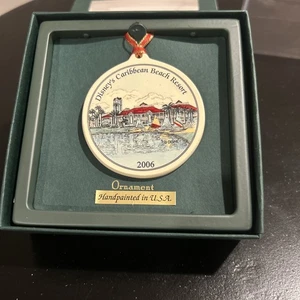 Disney's Caribbean Beach Resort
2006
Ornament
Handpainted in U.S.A.